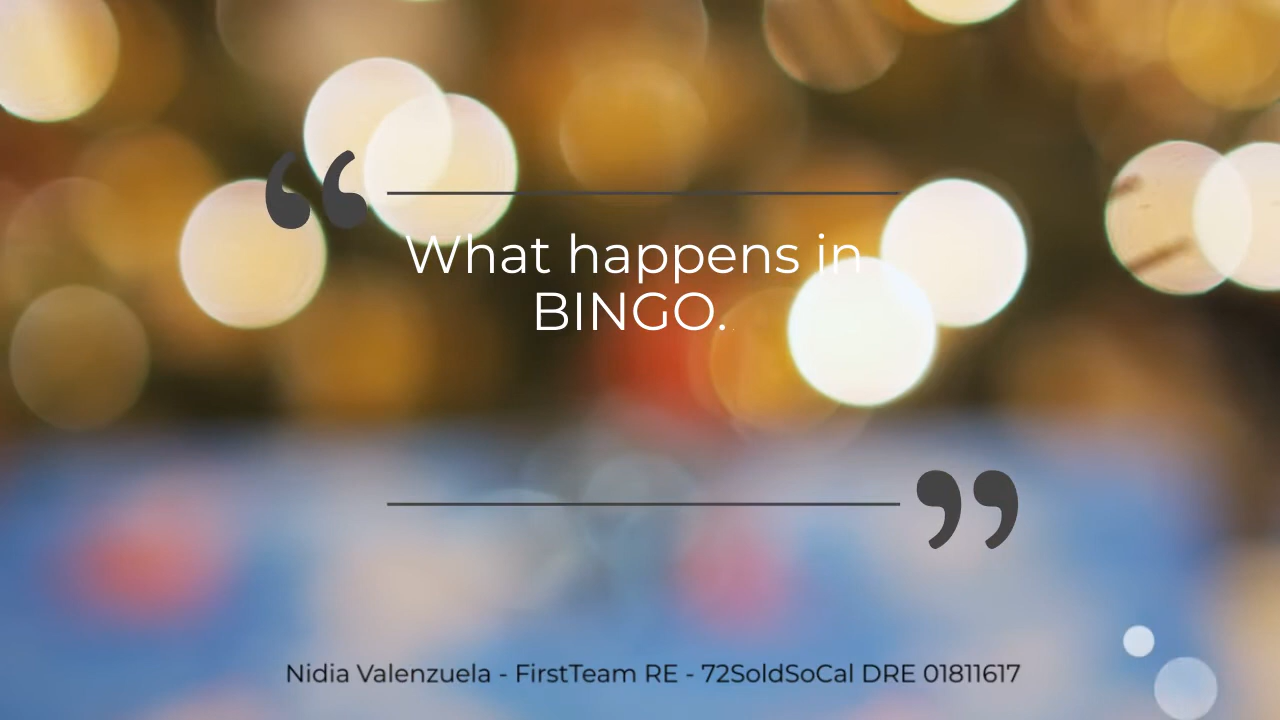 “
What happens in
BINGO.
”
Nidia Valenzuela - FirstTeam RE - 72SoldSoCal DRE 01811617